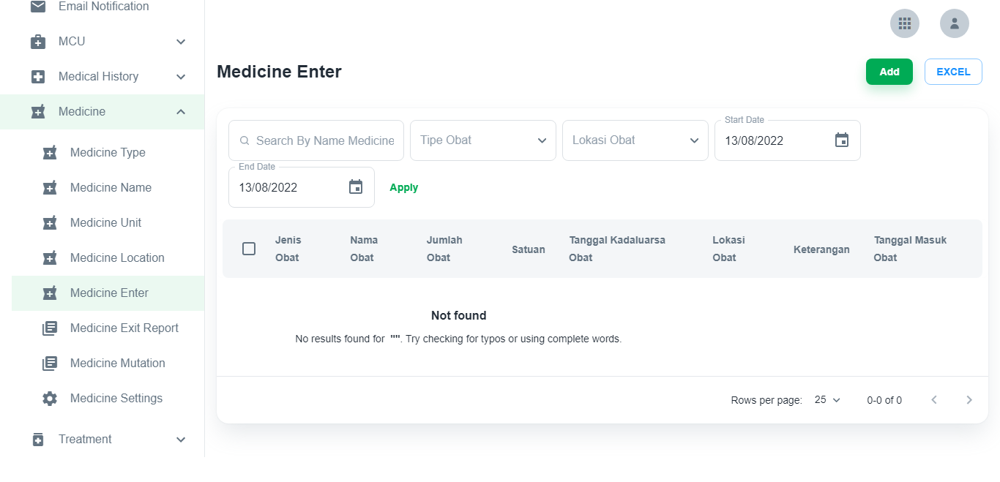 Email Notification
MCU
Medical History
Medicine
Medicine Type
Medicine Name
Medicine Unit
Medicine Location
Medicine Enter
Medicine Exit Report
Medicine Mutation
Medicine Settings
Treatment
Medicine Enter
Add
EXCEL
Search By Name Medicine
Tipe Obat
Lokasi Obat
Start Date
13/08/2022
End Date
13/08/2022
Apply
Jenis
Obat
Nama
Obat
Jumlah
Obat
Satuan
Tanggal Kadaluarsa
Obat
Lokasi
Obat
Keterangan
Tanggal Masuk
Obat
Not found
No results found for "". Try checking for typos or using complete words.
Rows per page: 25 0-0 of 0